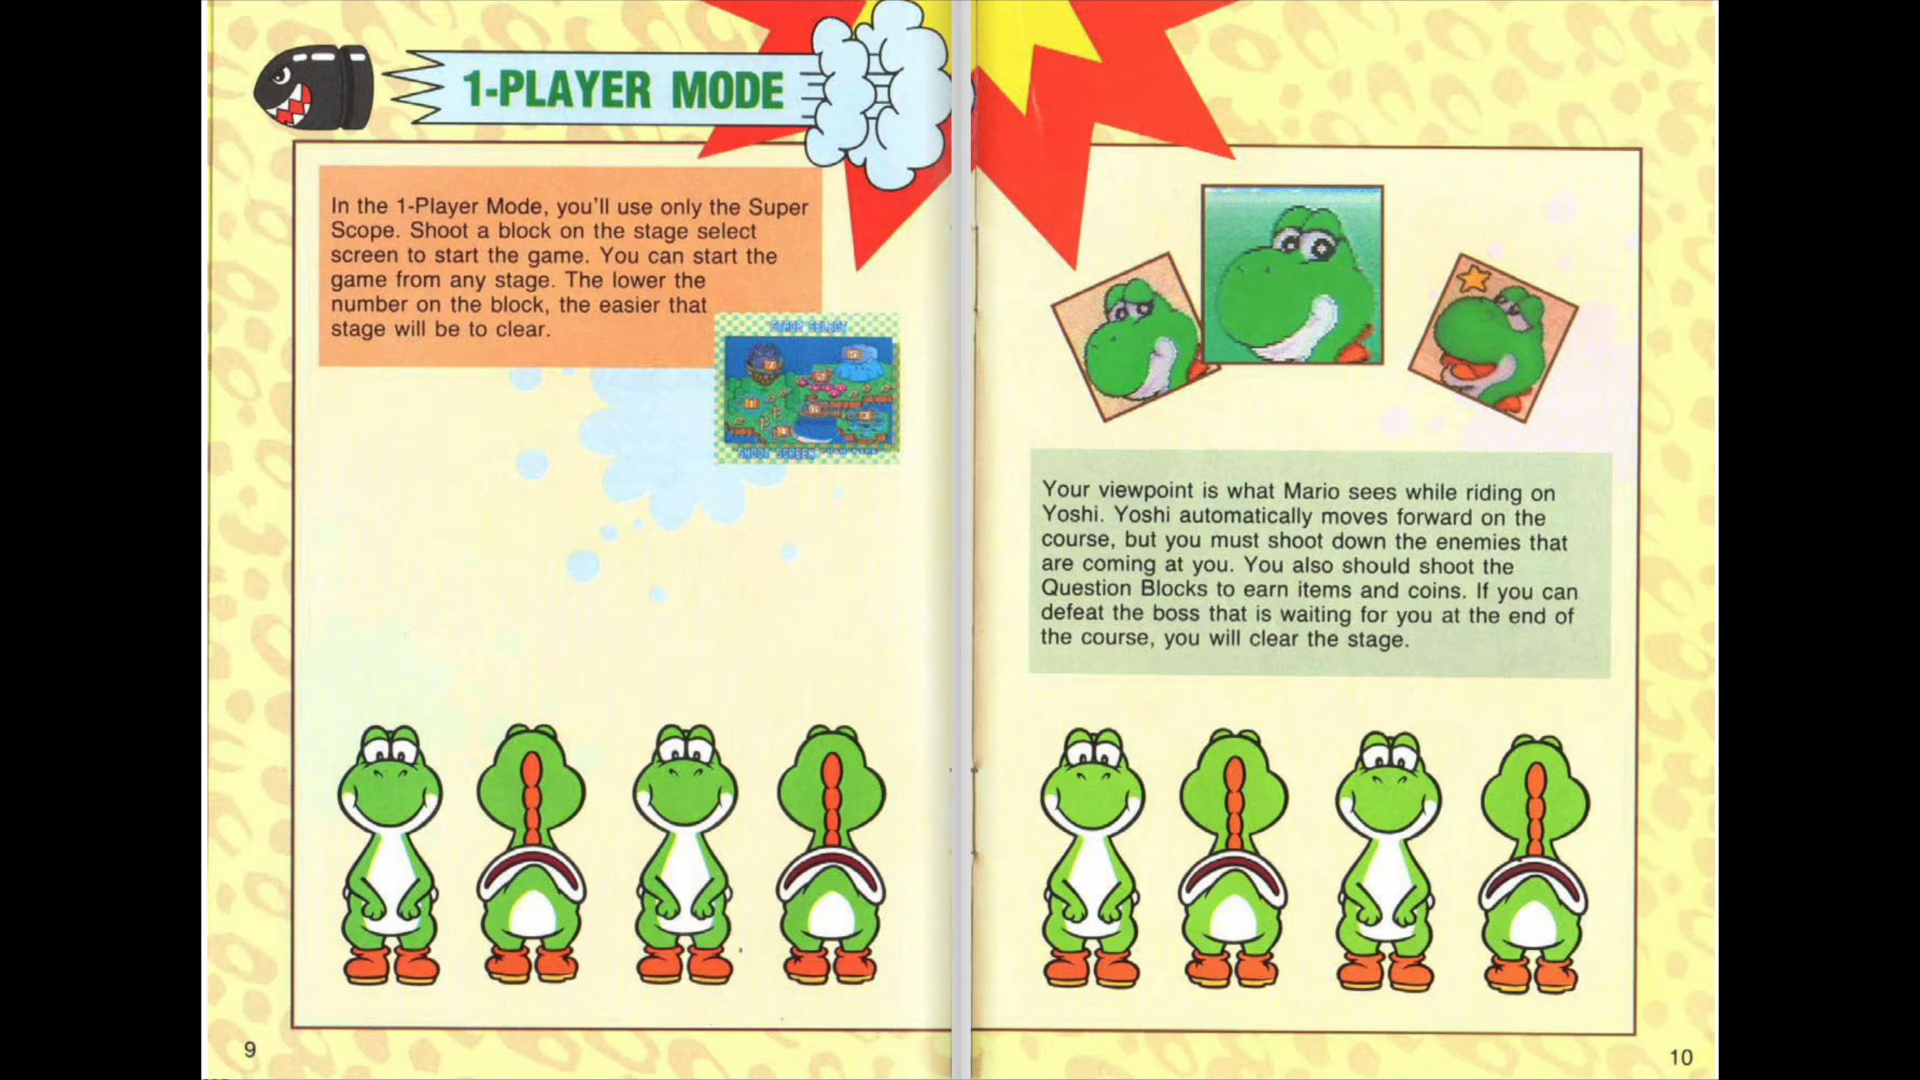 1-PLAYER MODE
In the 1-Player Mode, you'll use only the Super
Scope. Shoot a block on the stage select
screen to start the game. You can start the
game from any stage. The lower the
number on the block, the easier that
stage will be to clear.
STAGE SELECT
SHOOT SCREEN
9
Your viewpoint is what Mario sees while riding on
Yoshi. Yoshi automatically moves forward on the
course, but you must shoot down the enemies that
are coming at you. You also should shoot the
Question Blocks to earn items and coins. If you can
defeat the boss that is waiting for you at the end of
the course, you will clear the stage.
10